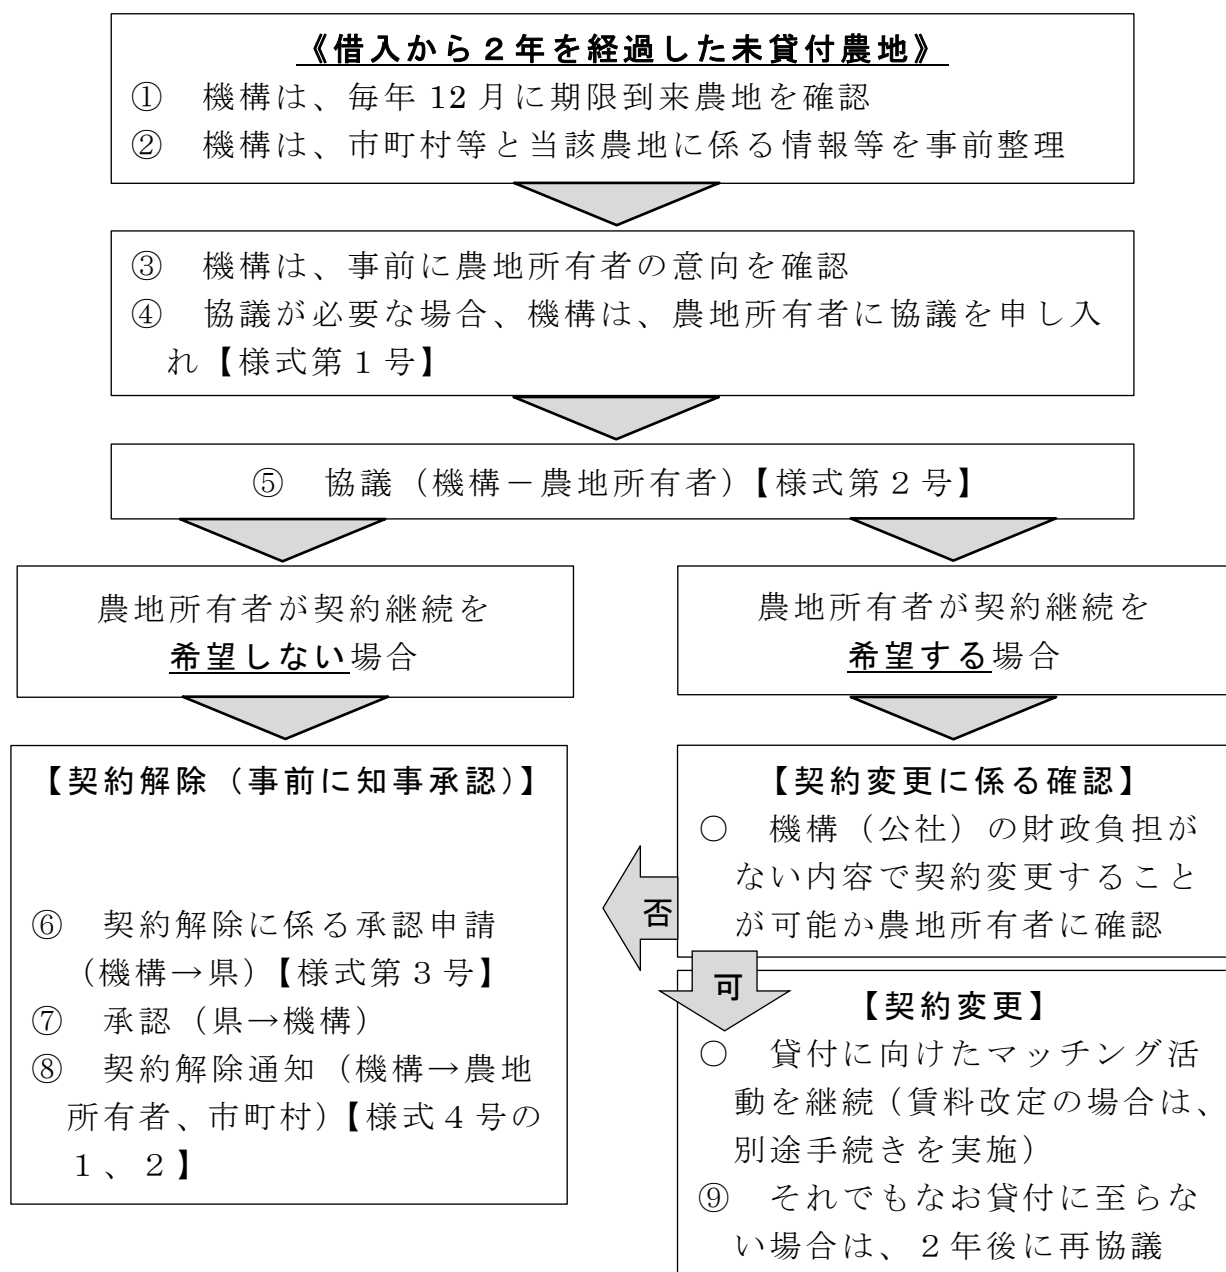 《借入から２年を経過した未貸付農地》
①　機構は、毎年 12 月に期限到来農地を確認
②　機構は、市町村等と当該農地に係る情報等を事前整理
③　機構は、事前に農地所有者の意向を確認
④　協議が必要な場合、機構は、農地所有者に協議を申し入
れ【様式第１号】
⑤　協議（機構－農地所有者）【様式第２号】
農地所有者が契約継続を
希望しない場合
農地所有者が契約継続を
希望する場合
【契約解除（事前に知事承認）】
⑥　契約解除に係る承認申請
（機構→県）【様式第３号】
⑦　承認（県→機構）
⑧　契約解除通知（機構→農地
所有者、市町村）【様式４号の
１、２】
【契約変更に係る確認】
○　機構（公社）の財政負担が
ない内容で契約変更すること
が可能か農地所有者に確認
否
可
【契約変更】
○　貸付に向けたマッチング活
動を継続（賃料改定の場合は、
別途手続きを実施）
⑨　それでもなお貸付に至らな
い場合は、２年後に再協議